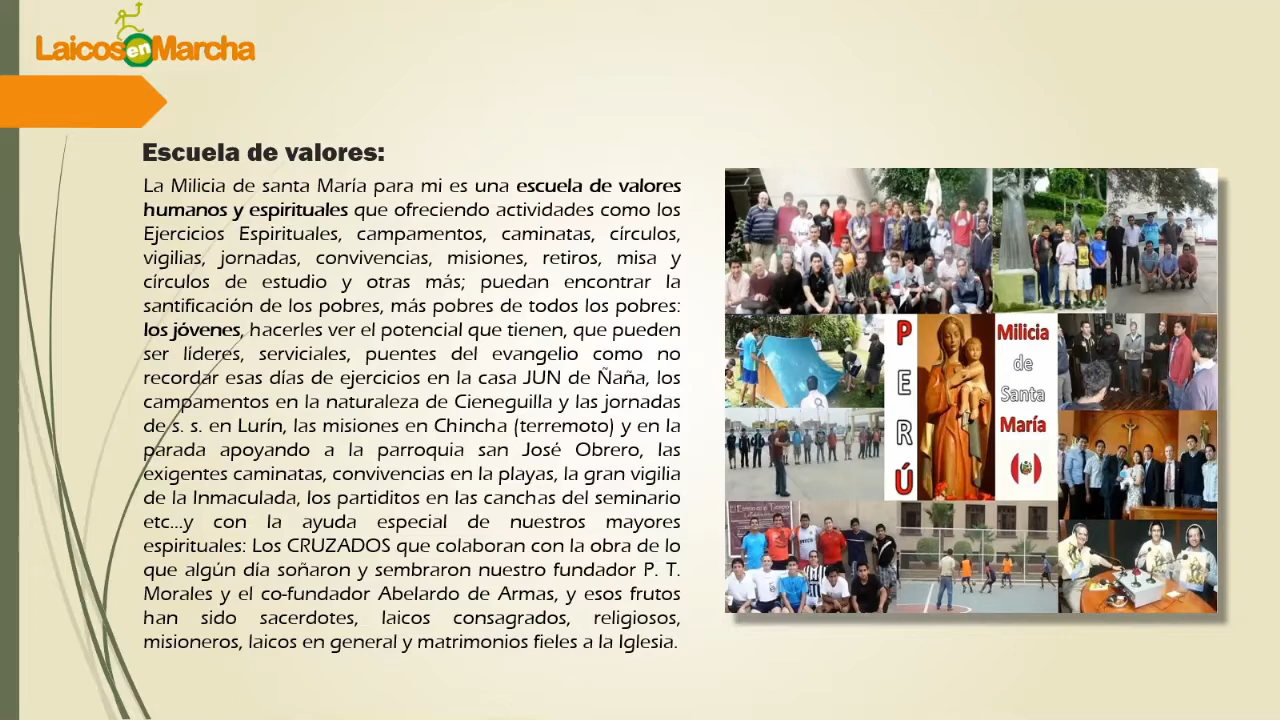 Laicos en Marcha
Escuela de valores:
La Milicia de santa María para mi es una escuela de valores
humanos y espirituales que ofreciendo actividades como los
Ejercicios Espirituales, campamentos, caminatas, círculos,
vigilias, jornadas, convivencias, misiones, retiros, misa y
círculos de estudio y otras más; puedan encontrar la
santificación de los pobres, más pobres de todos los pobres:
los jóvenes, hacerles ver el potencial que tienen, que pueden
ser líderes, serviciales, puentes del evangelio como no
recordar esas días de ejercicios en la casa JUN de Ñaña, los
campamentos en la naturaleza de Cieneguilla y las jornadas
de s. s. en Lurín, las misiones en Chincha (terremoto) y en la
parada apoyando a la parroquia san José Obrero, las
exigentes caminatas, convivencias en la playas, la gran vigilia
de la Inmaculada, los partiditos en las canchas del seminario
etc...y con la ayuda especial de nuestros mayores
espirituales: Los CRUZADOS que colaboran con la obra de lo
que algún día soñaron y sembraron nuestro fundador P. T.
Morales y el co-fundador Abelardo de Armas, y esos frutos
han sido sacerdotes, laicos consagrados, religiosos,
misioneros, laicos en general y matrimonios fieles a la Iglesia.
PERÚ
Milicia
de
Santa
María